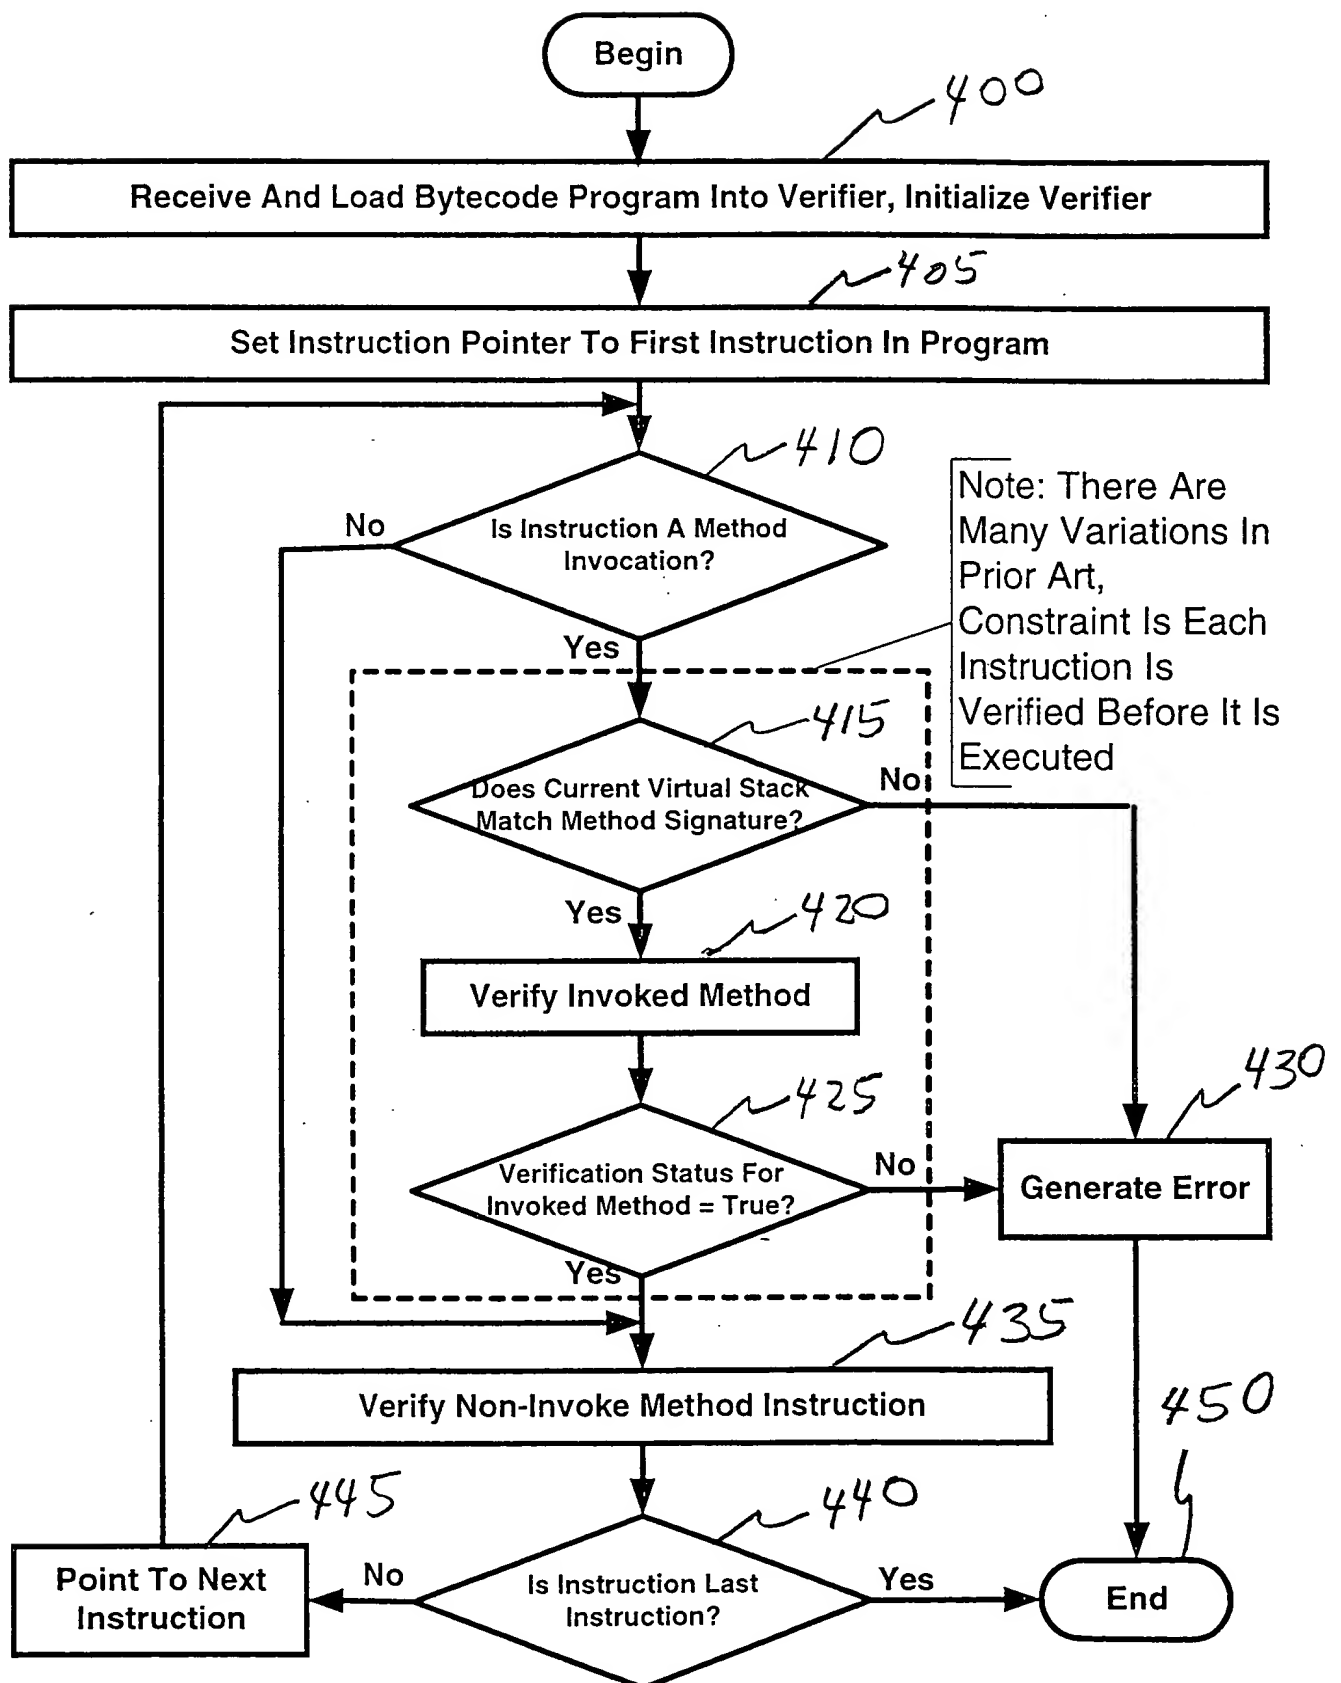 Begin
400
Receive And Load Bytecode Program Into Verifier, Initialize Verifier
405
Set Instruction Pointer To First Instruction In Program
410
No
Is Instruction A Method
Invocation?
Yes
Note: There Are
Many Variations In
Prior Art,
Constraint Is Each
Instruction Is
Verified Before It Is
Executed
415
Does Current Virtual Stack
Match Method Signature?
No
Yes
420
Verify Invoked Method
425
Verification Status For
Invoked Method = True?
No
430
Generate Error
Yes
435
Verify Non-Invoke Method Instruction
450
445
440
Point To Next
Instruction
No
Is Instruction Last
Instruction?
Yes
End